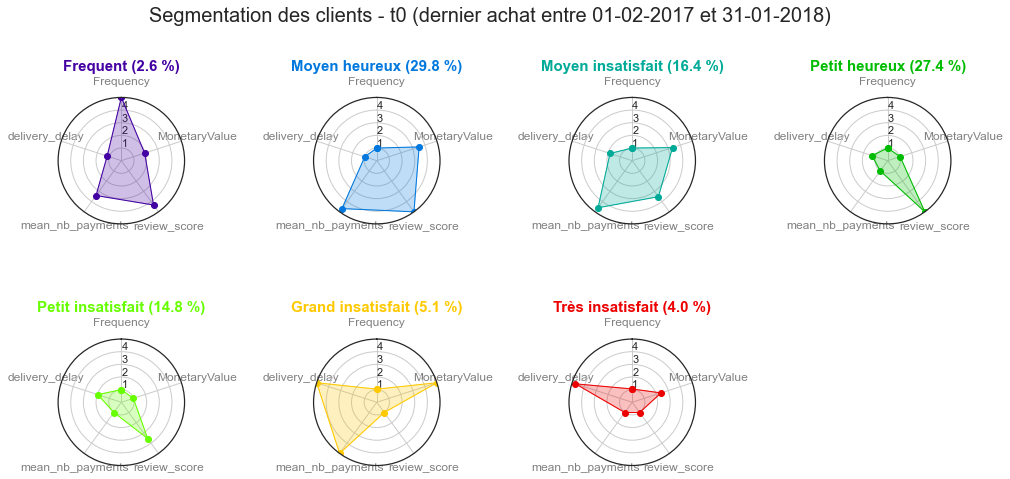 Segmentation des clients - t0 (dernier achat entre 01-02-2017 et 31-01-2018)
Frequent (2.6 %)
Frequency
4
3
2
1
delivery_delay
MonetaryValue
mean_nb_payments
review_score
Moyen heureux (29.8 %)
Frequency
4
3
2
1
delivery_delay
MonetaryValue
mean_nb_payments
review_score
Moyen insatisfait (16.4 %)
Frequency
4
3
2
1
delivery_delay
MonetaryValue
mean_nb_payments
review_score
Petit heureux (27.4 %)
Frequency
4
3
2
1
delivery_delay
MonetaryValue
mean_nb_payments
review_score
Petit insatisfait (14.8 %)
Frequency
4
3
2
1
delivery_delay
MonetaryValue
mean_nb_payments
review_score
Grand insatisfait (5.1 %)
Frequency
4
3
2
1
delivery_delay
MonetaryValue
mean_nb_payments
review_score
Très insatisfait (4.0 %)
Frequency
4
3
2
1
delivery_delay
MonetaryValue
mean_nb_payments
review_score